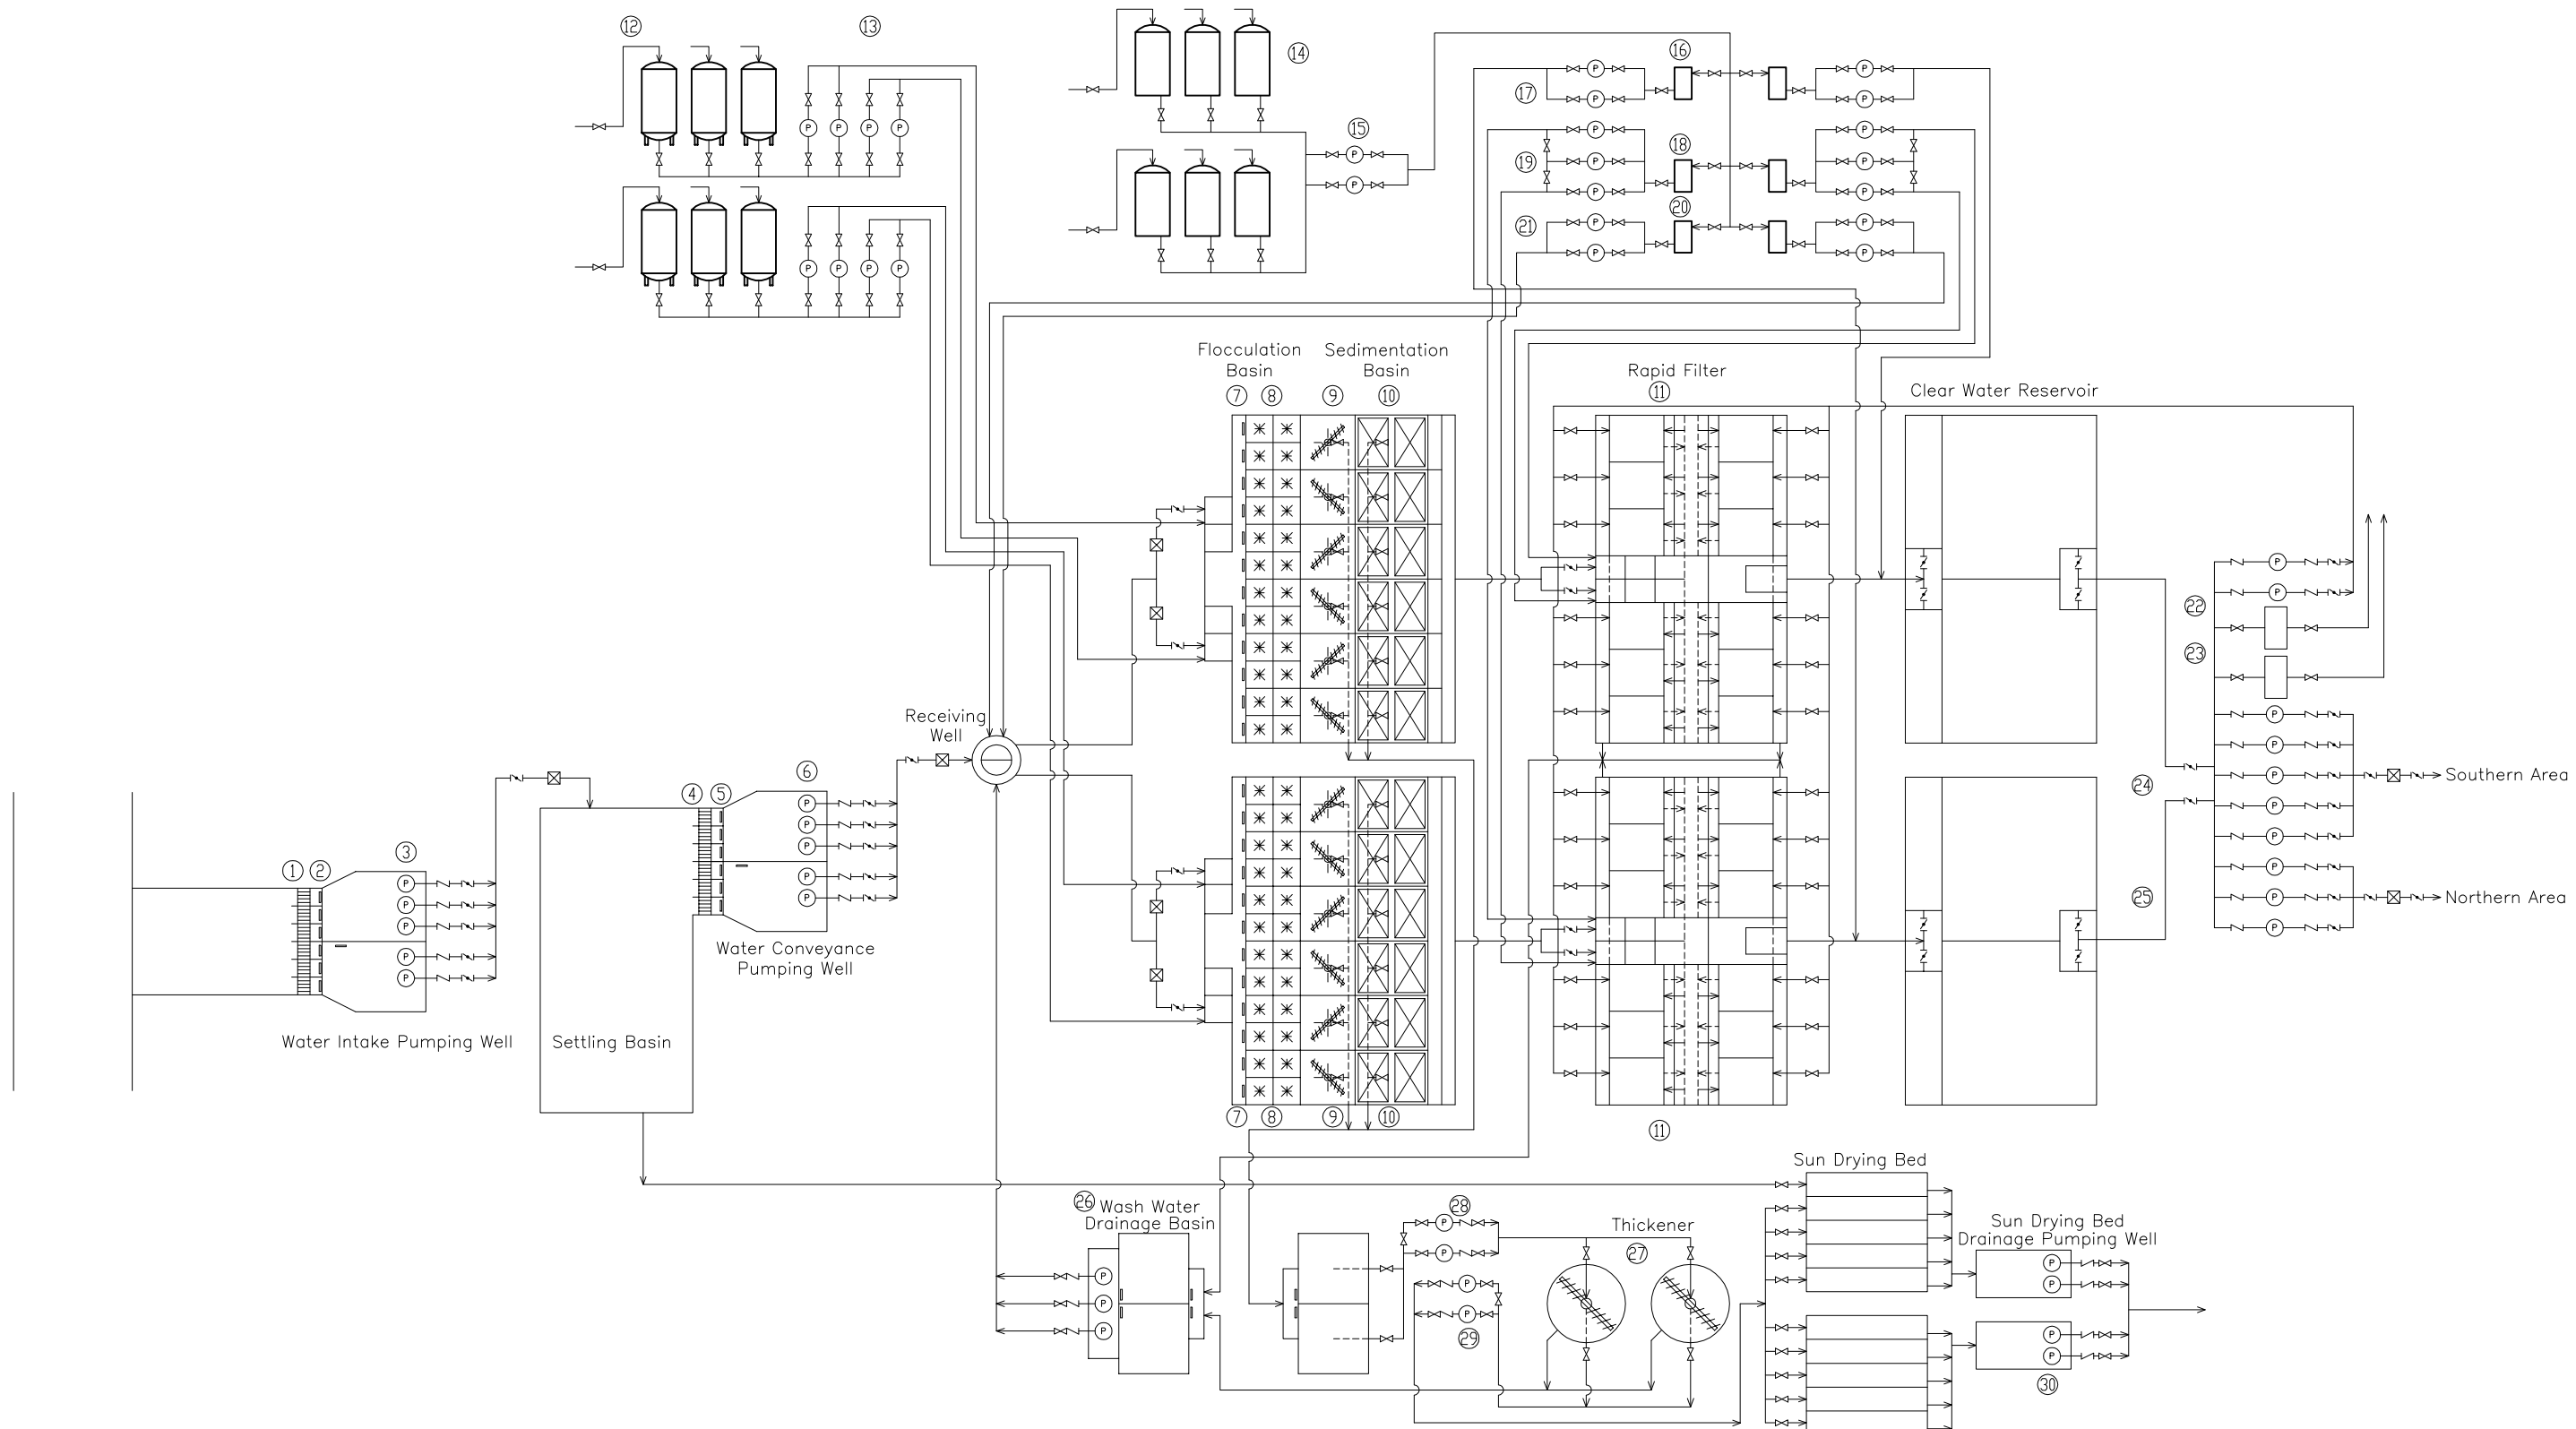 ⑫
⑬
⑭
⑯
⑰
⑮
⑱
⑲
⑳
㉑
Flocculation
Basin
Sedimentation
Basin
Rapid Filter
Clear Water Reservoir
⑦ ⑧ ⑨ ⑩ ⑪
㉒
㉓
Receiving
Well
① ② ③
④ ⑤ ⑥
Water Intake Pumping Well
Settling Basin
Water Conveyance
Pumping Well
㉔
Southern Area
㉕
Northern Area
⑦ ⑧ ⑨ ⑩ ⑪
Sun Drying Bed
㉖ Wash Water
Drainage Basin
㉘
Thickener
㉗
㉙
Sun Drying Bed
Drainage Pumping Well
㉚
P P P P
P P P P
P P
P P P P
P P P P P P
P P P P
P P P P P
P P P P P
P P
P P P P P
P P P
P P P
P P
P P
P P
P P